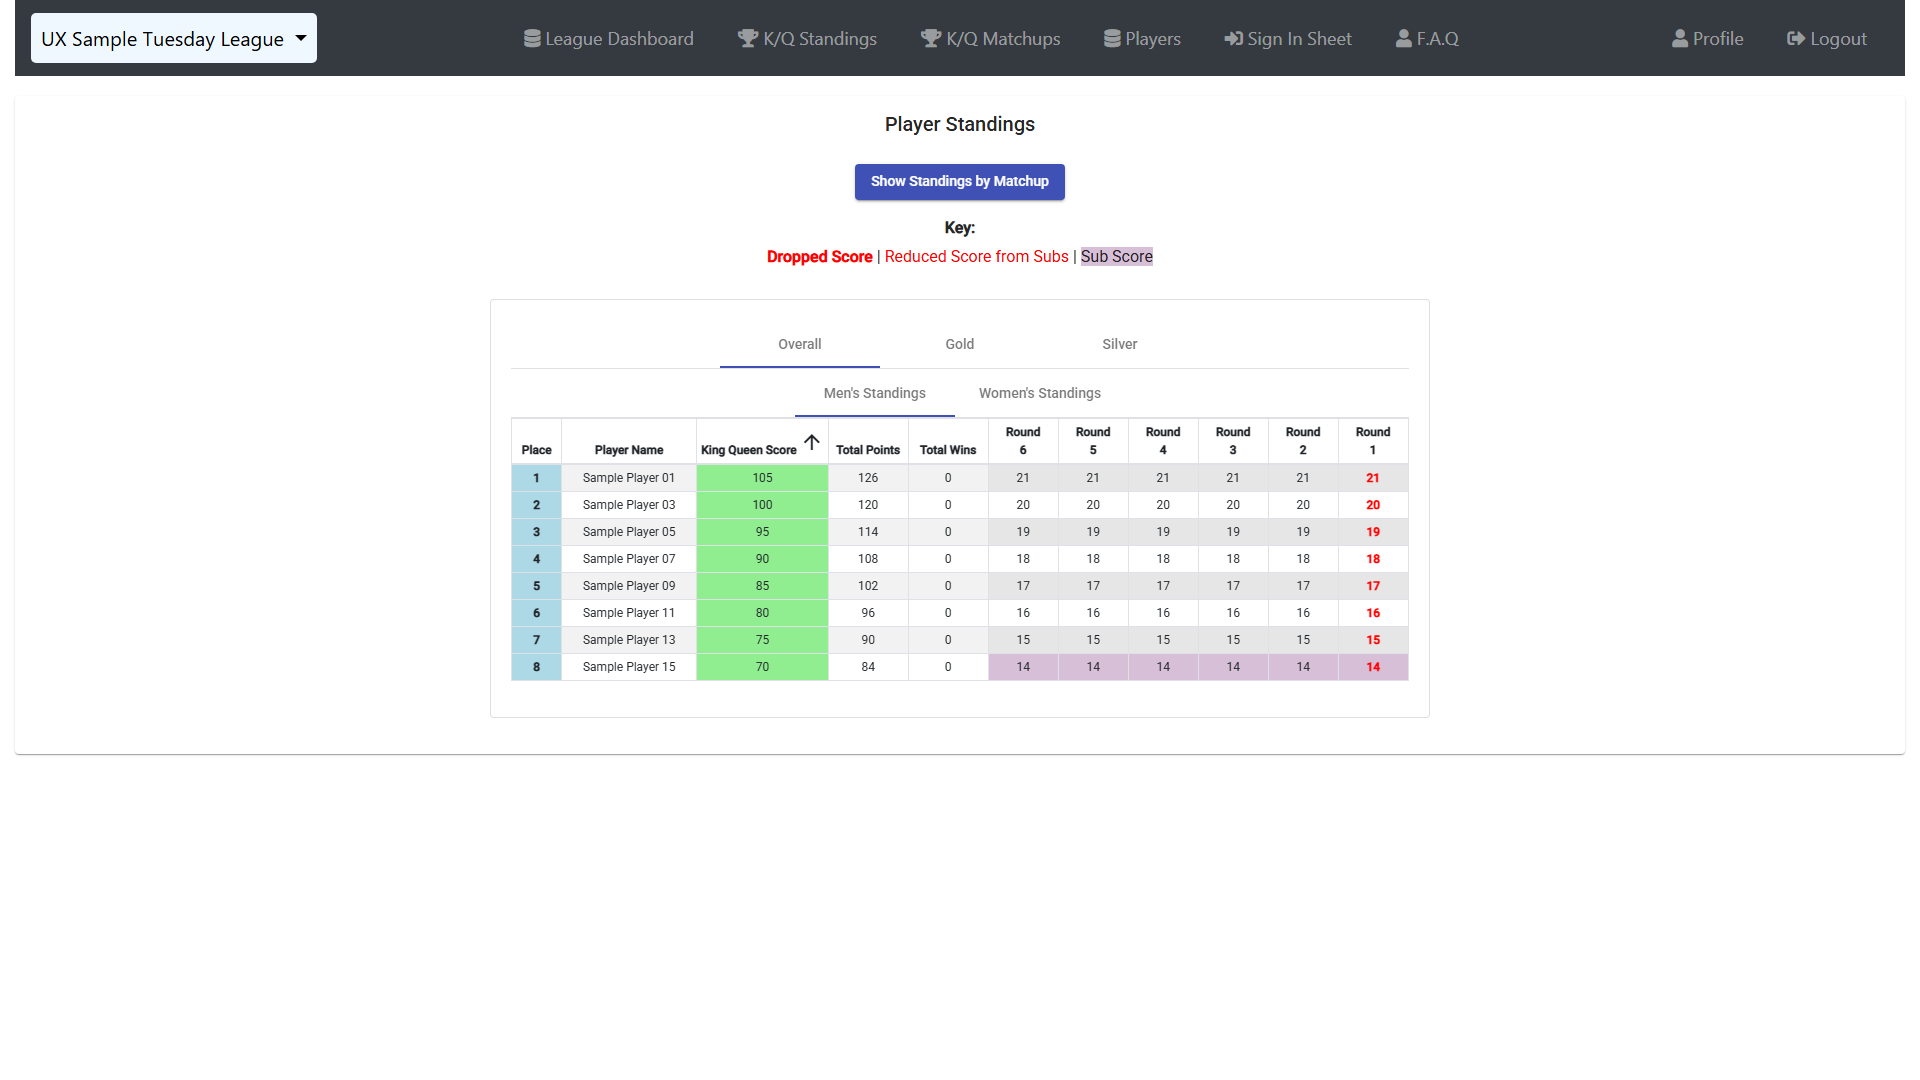 UX Sample Tuesday League League Dashboard K/Q Standings K/Q Matchups Players Sign In Sheet F.A.Q Profile Logout
Player Standings
Show Standings by Matchup
Key:
Dropped Score | Reduced Score from Subs | Sub Score
Overall Gold Silver
Men's Standings Women's Standings
Place Player Name King Queen Score Total Points Total Wins Round 6 Round 5 Round 4 Round 3 Round 2 Round 1
1 Sample Player 01 105 126 0 21 21 21 21 21 21
2 Sample Player 03 100 120 0 20 20 20 20 20 20
3 Sample Player 05 95 114 0 19 19 19 19 19 19
4 Sample Player 07 90 108 0 18 18 18 18 18 18
5 Sample Player 09 85 102 0 17 17 17 17 17 17
6 Sample Player 11 80 96 0 16 16 16 16 16 16
7 Sample Player 13 75 90 0 15 15 15 15 15 15
8 Sample Player 15 70 84 0 14 14 14 14 14 14